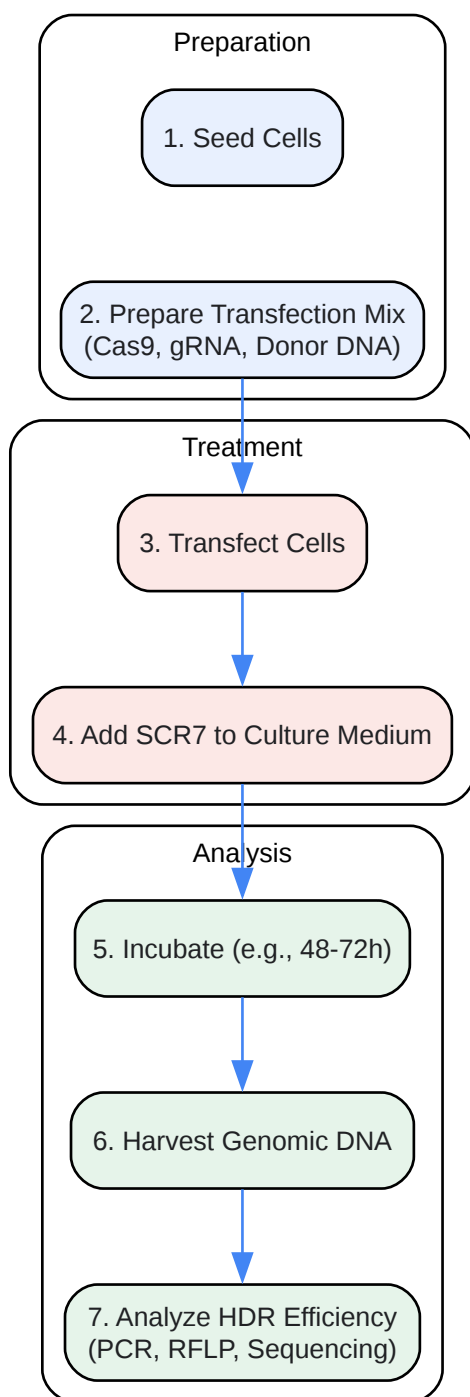 Preparation
1. Seed Cells
2. Prepare Transfection Mix
(Cas9, gRNA, Donor DNA)
Treatment
3. Transfect Cells
4. Add SCR7 to Culture Medium
Analysis
5. Incubate (e.g., 48-72h)
6. Harvest Genomic DNA
7. Analyze HDR Efficiency
(PCR, RFLP, Sequencing)